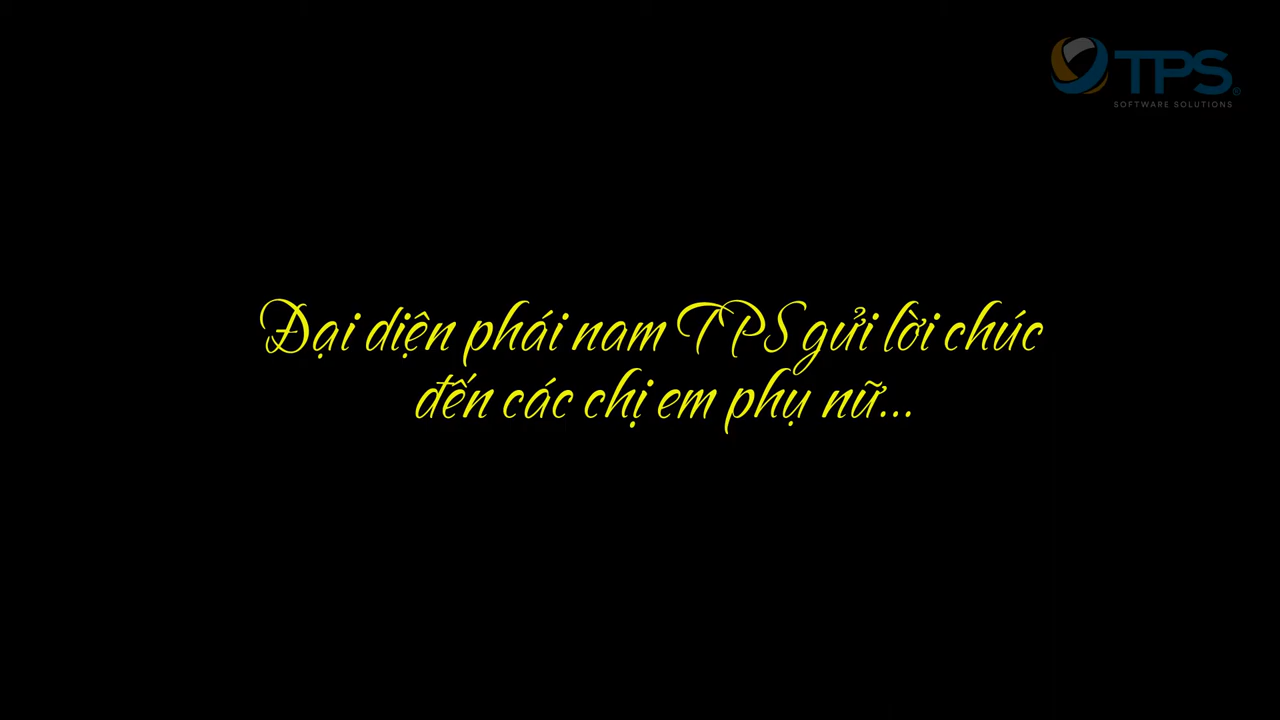 TPS®
SOFTWARE SOLUTIONS
Đại diện phái nam TPS gửi lời chúc
đến các chị em phụ nữ...